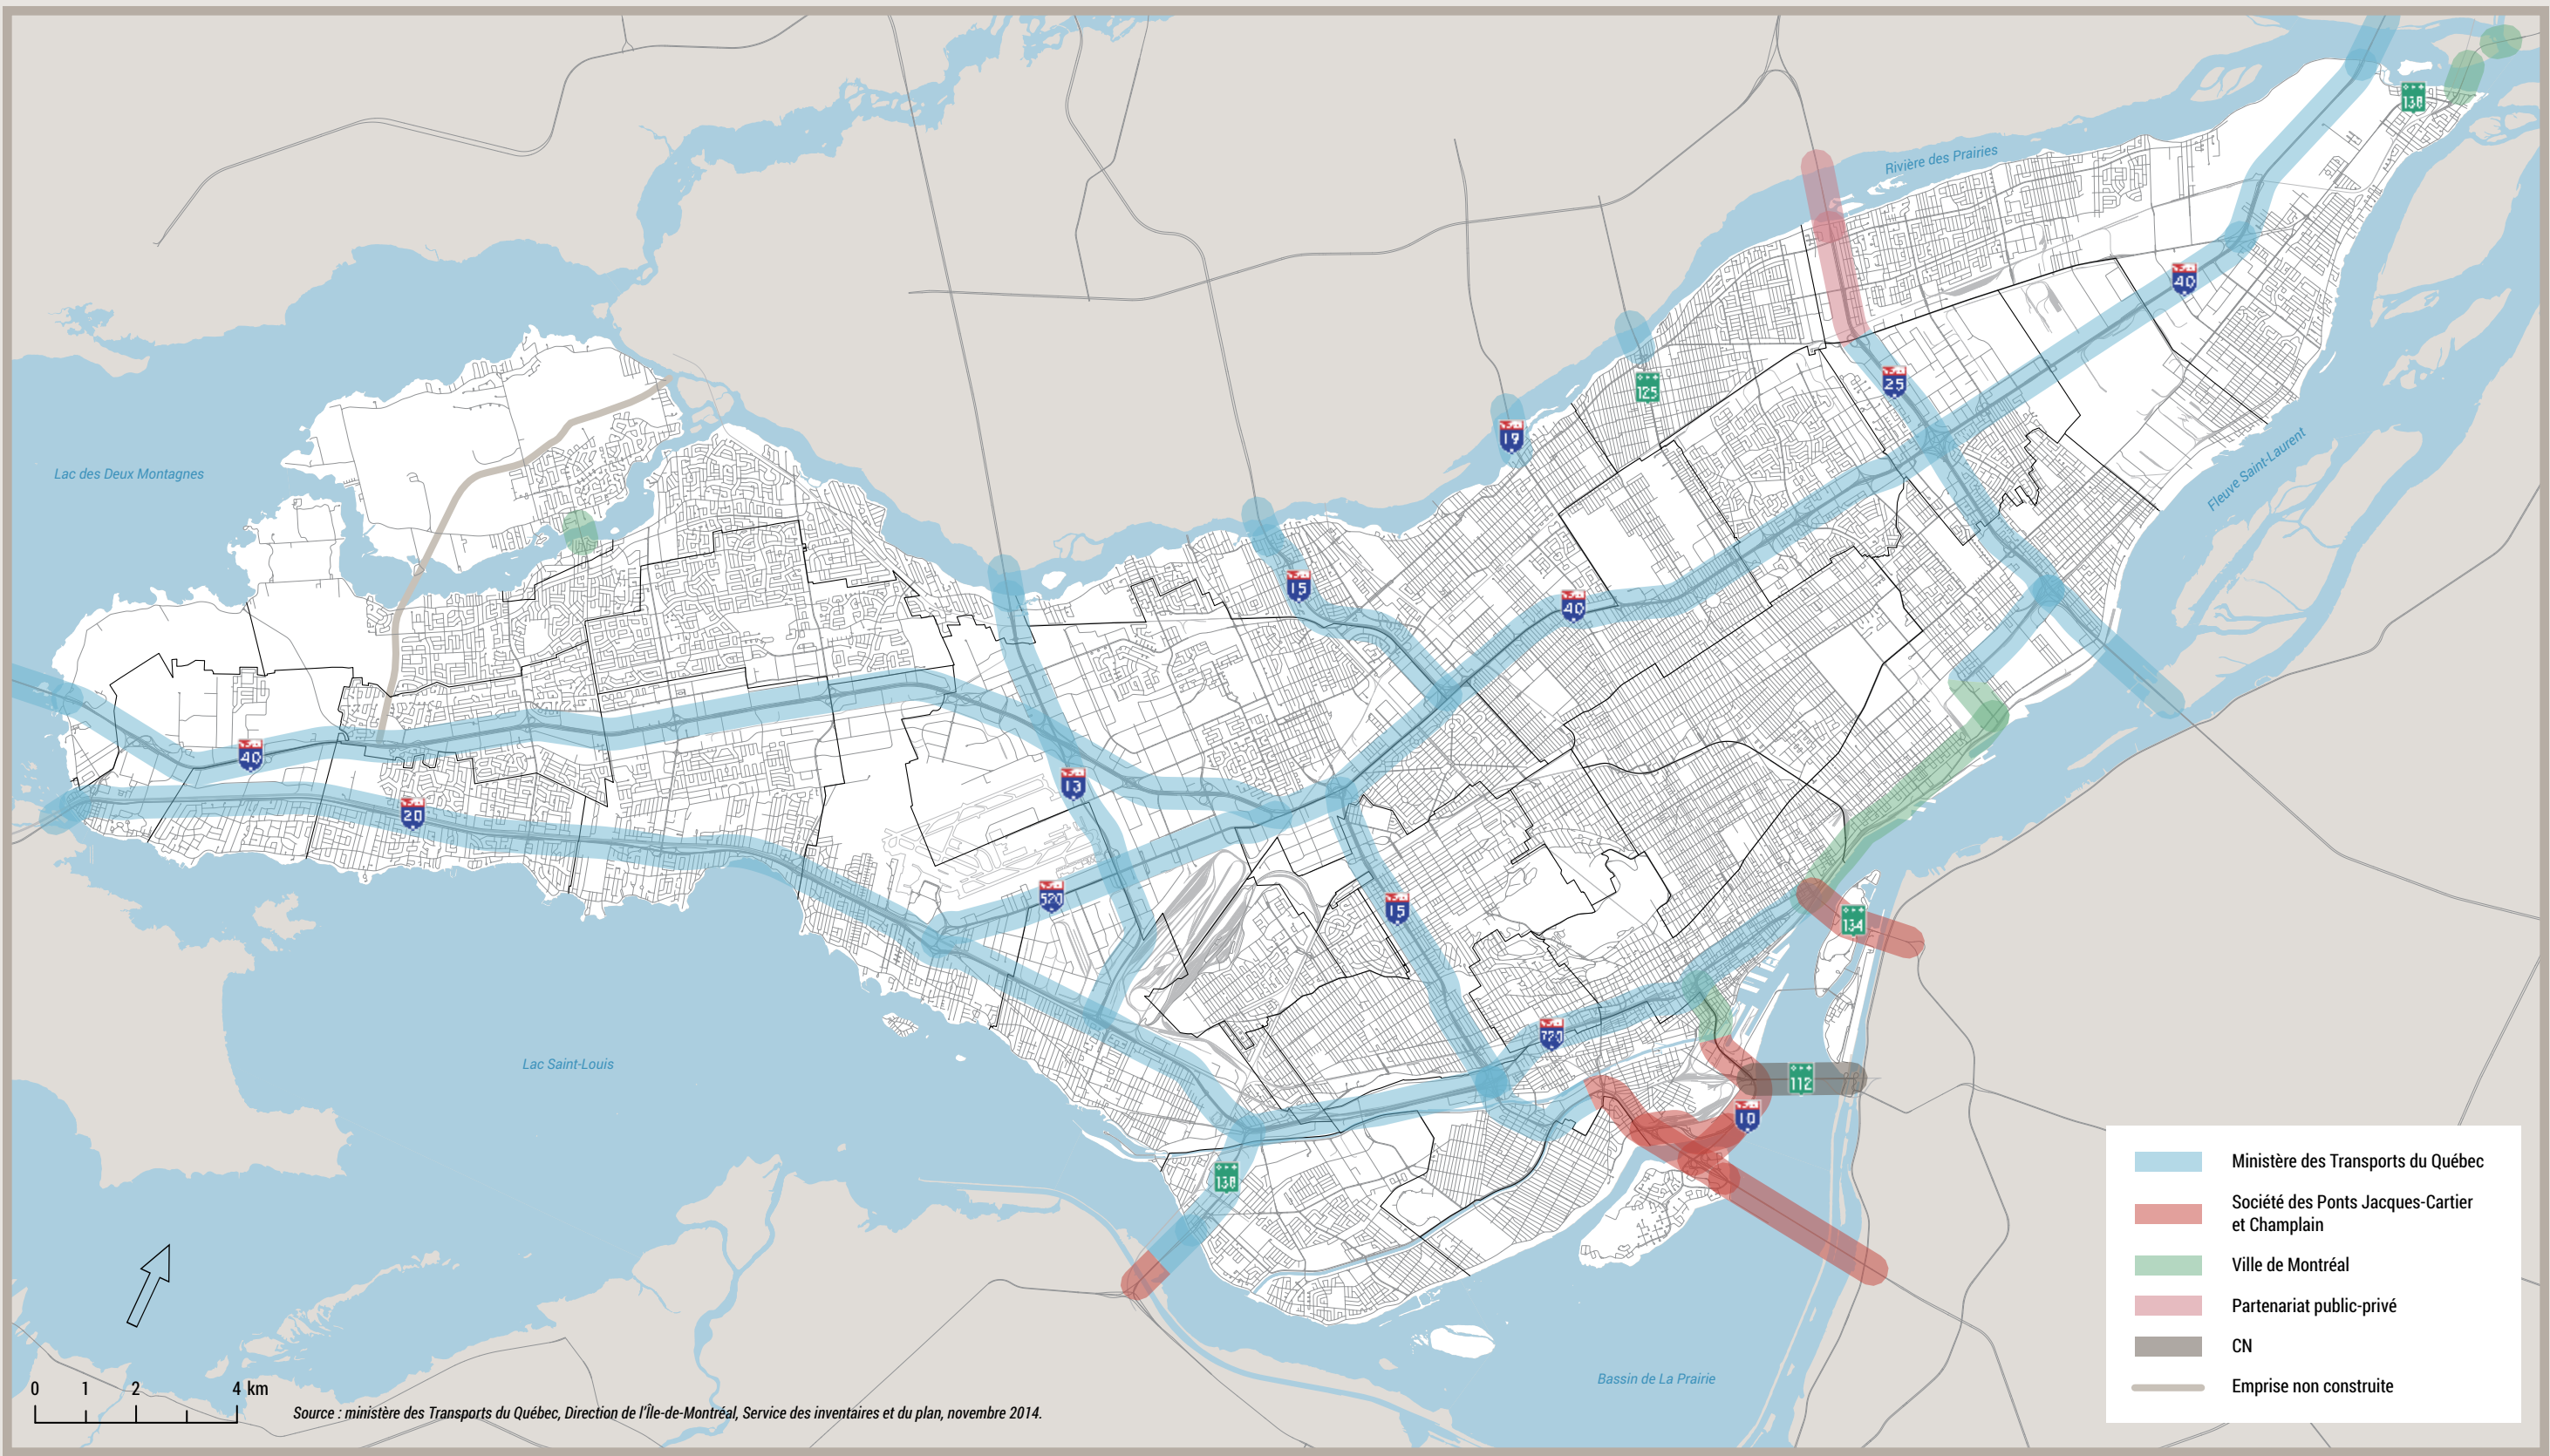 138
Rivière des Prairies
40
25
125
19
Lac des Deux Montagnes
Fleuve Saint-Laurent
15
40
40
13
20
520
15
134
720
112
10
Lac Saint-Louis
138
Bassin de La Prairie
Ministère des Transports du Québec
Société des Ponts Jacques-Cartier
et Champlain
Ville de Montréal
Partenariat public-privé
CN
Emprise non construite
0 1 2 4 km
Source : ministère des Transports du Québec, Direction de l'Île-de-Montréal, Service des inventaires et du plan, novembre 2014.